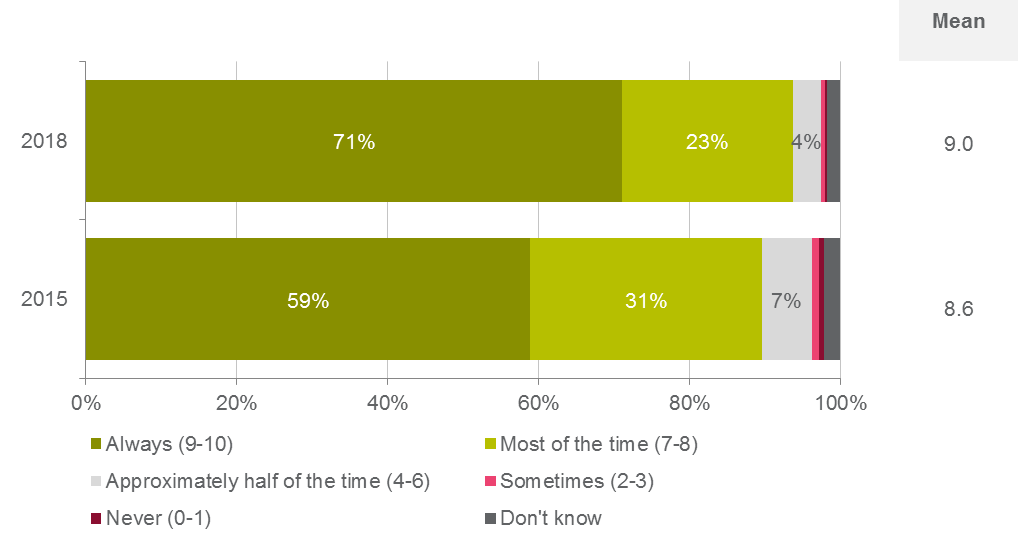 Mean
2018
71%
23%
4%
9.0
2015
59%
31%
7%
8.6
0%
20%
40%
60%
80%
100%
Always (9-10)
Most of the time (7-8)
Approximately half of the time (4-6)
Sometimes (2-3)
Never (0-1)
Don't know